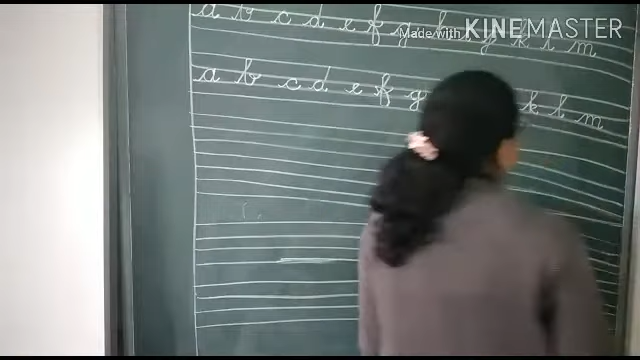 a b c d e f g h i j k l m
Made with KINEMASTER
a b c d e f g k l m